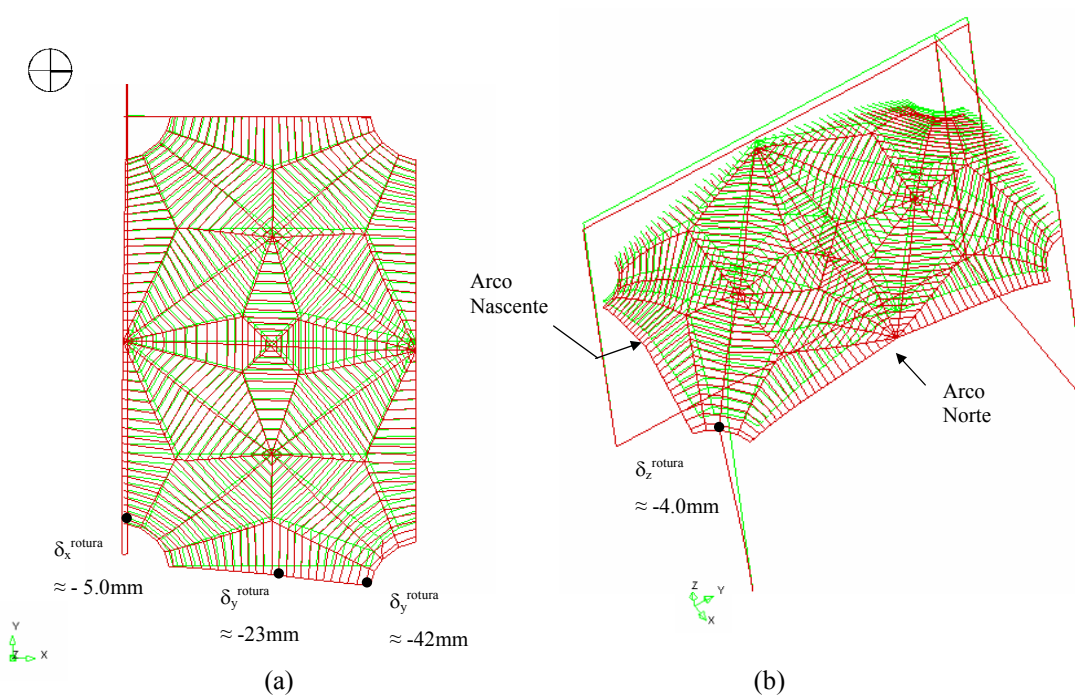 Arco
Nascente
Arco
Norte
δz rotura
≈ -4.0mm
δx rotura
≈ - 5.0mm
δy rotura
≈ -23mm
δy rotura
≈ -42mm
Y
Z X
Z
Y
X
(a)
(b)